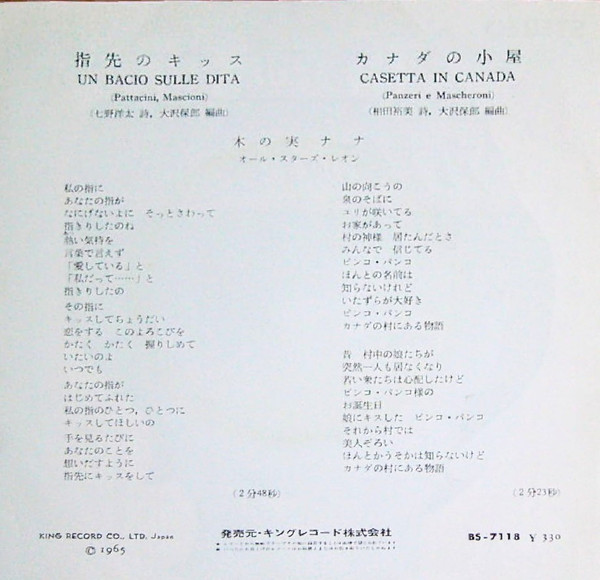 指先のキッス
UN BACIO SULLE DITA
(Pattacini, Mascioni)
(七野洋太 詩, 大沢保郎 編曲)
カナダの小屋
CASETTA IN CANADA
(Panzeri e Mascheroni)
(相田裕美 詩, 大沢保郎 編曲)
木の実ナナ
オール・スターズ・レオン
私の指に
あなたの指が
なにげないよに そっとさわって
指きりしたのね
熱い気持を
言葉で言えず
「愛している」と
「私だって……」と
指きりしたの
その指に
キッスしてちょうだい
恋をする このよろこびを
かたく かたく 握りしめて
いたいのよ
いつでも
あなたの指が
はじめてふれた
私の指のひとつ,ひとつに
キッスしてほしいの
手を見るたびに
あなたのことを
想いだすように
指先にキッスをして
(2分48秒)
山の向こうの
泉のそばに
ユリが咲いてる
お家があって
村の神様 居たんだとさ
みんなで 信じてる
ピンコ・パンコ
ほんとの名前は
知らないけれど
いたずらが大好き
ピンコ・パンコ
カナダの村にある物語
昔 村中の娘たちが
突然一人も居なくなり
若い衆たちは心配したけど
ピンコ・パンコ様の
お誕生日
娘にキスした ピンコ・パンコ
それから村では
美人ぞろい
ほんとかうそかは知らないけど
カナダの村にある物語
(2分23秒)
KING RECORD CO., LTD. Japan
© 1965
発売元・キングレコード株式会社
BS-7118 ¥ 330